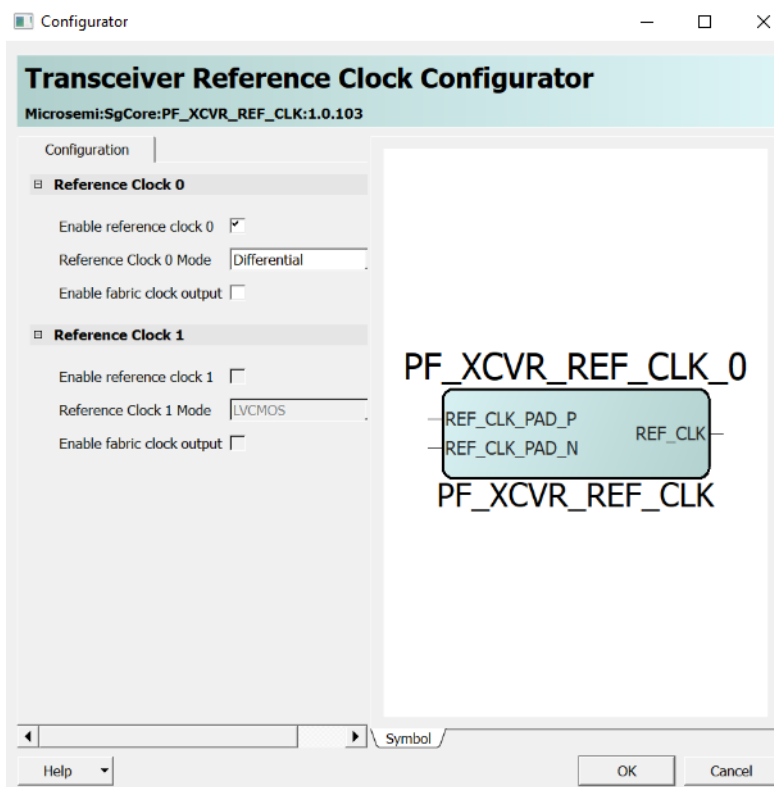 Configurator
Transceiver Reference Clock Configurator
Microsemi:SgCore:PF_XCVR_REF_CLK:1.0.103
Configuration
Reference Clock 0
Enable reference clock 0
Reference Clock 0 Mode Differential
Enable fabric clock output
Reference Clock 1
Enable reference clock 1
Reference Clock 1 Mode LVCMOS
Enable fabric clock output
PF_XCVR_REF_CLK_0
REF_CLK_PAD_P
REF_CLK_PAD_N
REF_CLK
PF_XCVR_REF_CLK
Symbol
Help OK Cancel